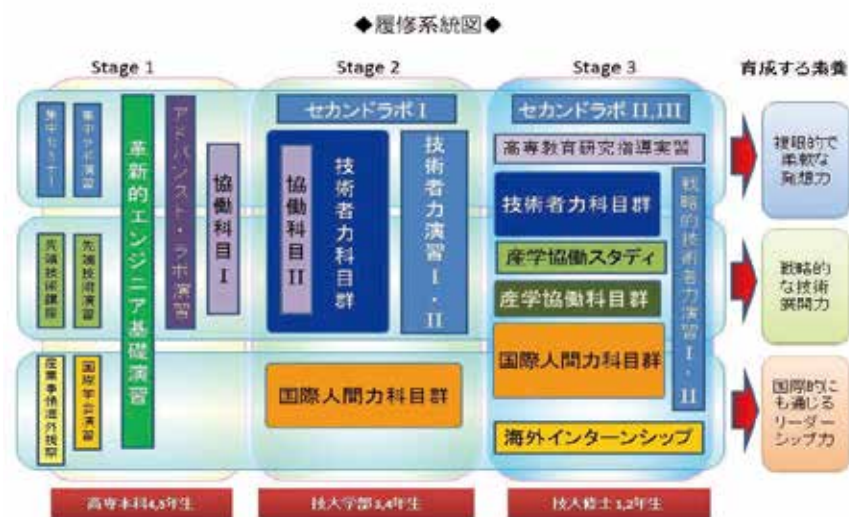 ◆履修系統図◆
Stage 1
Stage 2
Stage 3
育成する素養
集中セミナー
集中ラボ演習
先端技術講座
先端技術演習
産業事情海外視察
国際学会演習
革新的エンジニア基礎演習
アドバンスト・ラボ演習
協働科目 I
セカンドラボ I
協働科目 II
技術者力科目群
技術者力演習 I・II
国際人間力科目群
セカンドラボ II,III
高専教育研究指導実習
技術者力科目群
産学協働スタディ
産学協働科目群
国際人間力科目群
海外インターンシップ
戦略的技術者力演習 I・II
複眼的で
柔軟な
発想力
戦略的
な技術
展開力
国際的に
も通じる
リーダー
シップ力
高専本科4,5年生
技大学部3,4年生
技大修士1,2年生